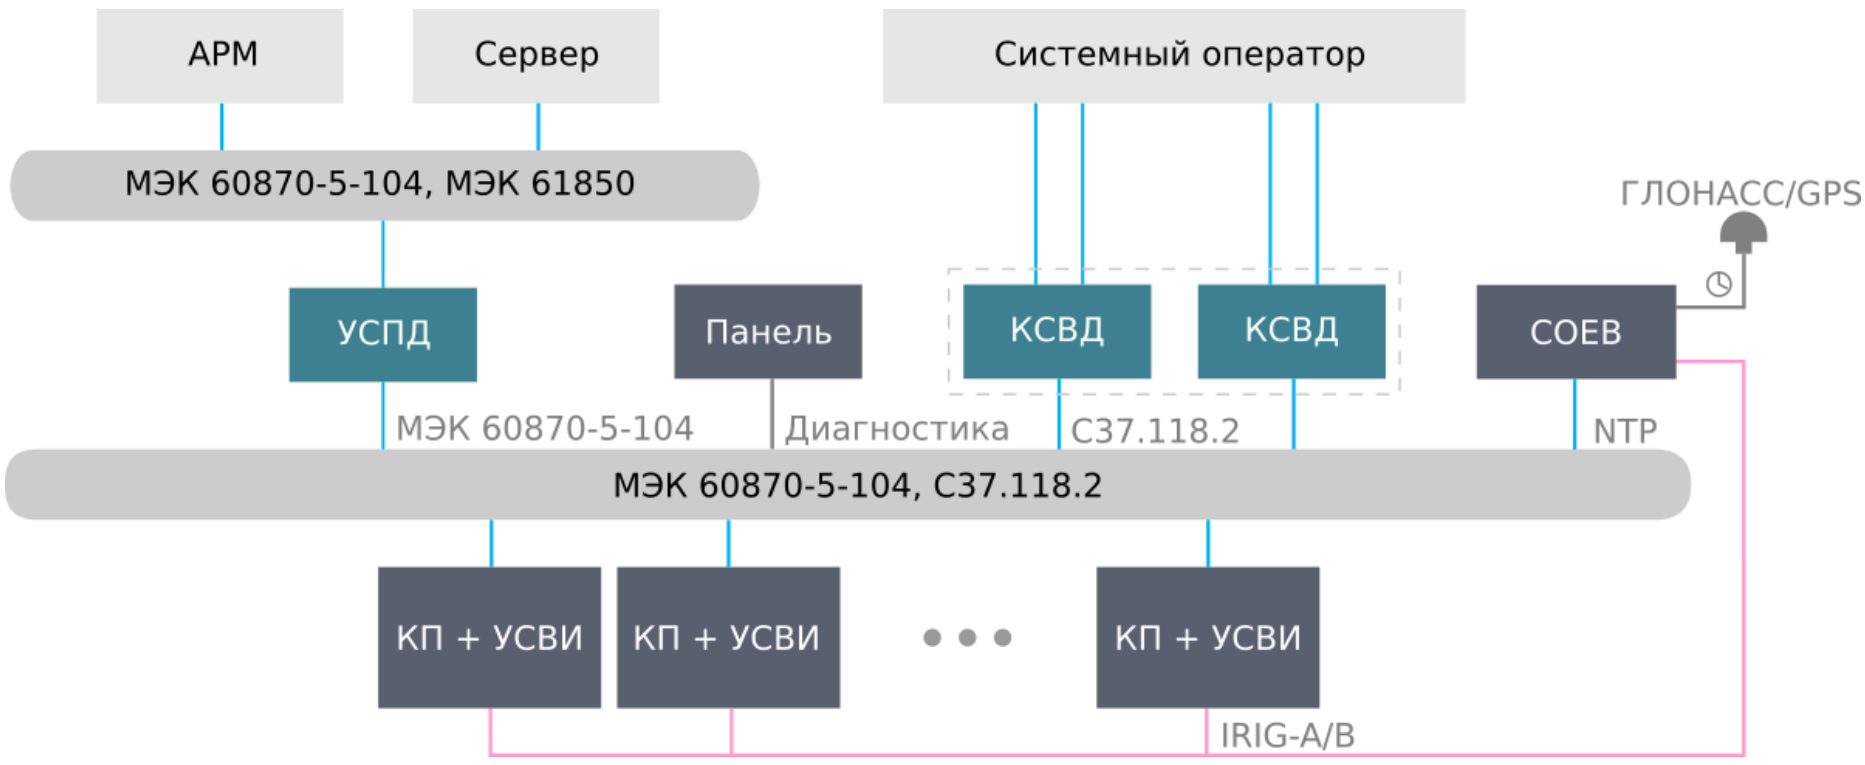 АРМ
Сервер
Системный оператор
МЭК 60870-5-104, МЭК 61850
ГЛОНАСС/GPS
УСПД
Панель
КСВД
КСВД
СОЕВ
МЭК 60870-5-104
Диагностика
C37.118.2
NTP
МЭК 60870-5-104, C37.118.2
КП + УСВИ
КП + УСВИ
КП + УСВИ
IRIG-A/B